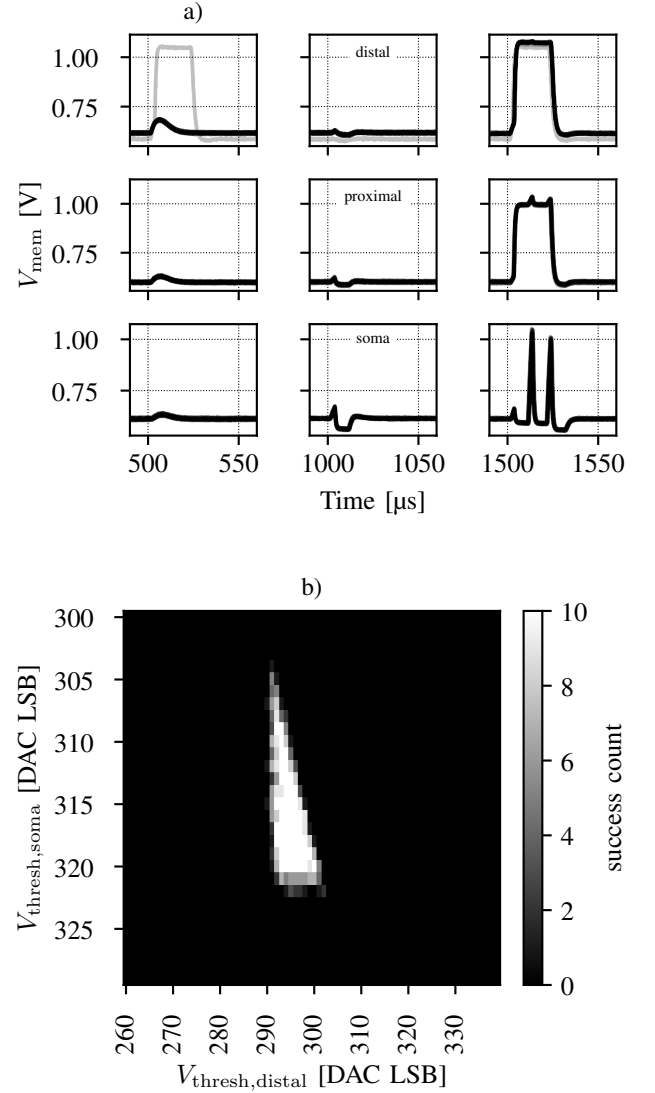 a)
1.00
0.75
distal
1.00
0.75
proximal
1.00
0.75
soma
V_mem [V]
500 550
1000 1050
1500 1550
Time [µs]
b)
300
305
310
315
320
325
V_thresh,soma [DAC LSB]
260 270 280 290 300 310 320 330
V_thresh,distal [DAC LSB]
10
8
6
4
2
0
success count